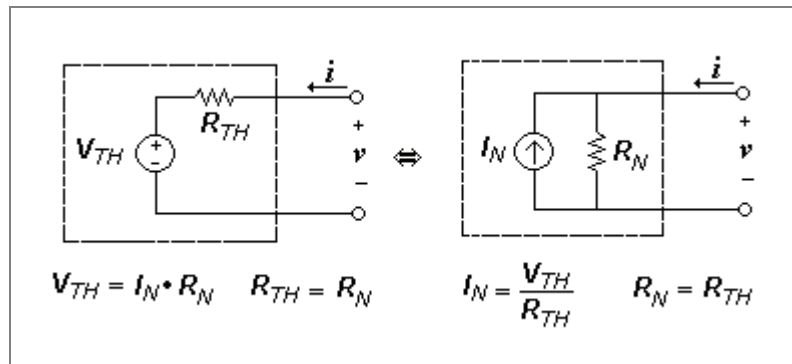 i
R_TH
V_TH
+
−
+
v
−
⇔
i
I_N
R_N
+
v
−
V_TH = I_N • R_N
R_TH = R_N
I_N = V_TH / R_TH
R_N = R_TH